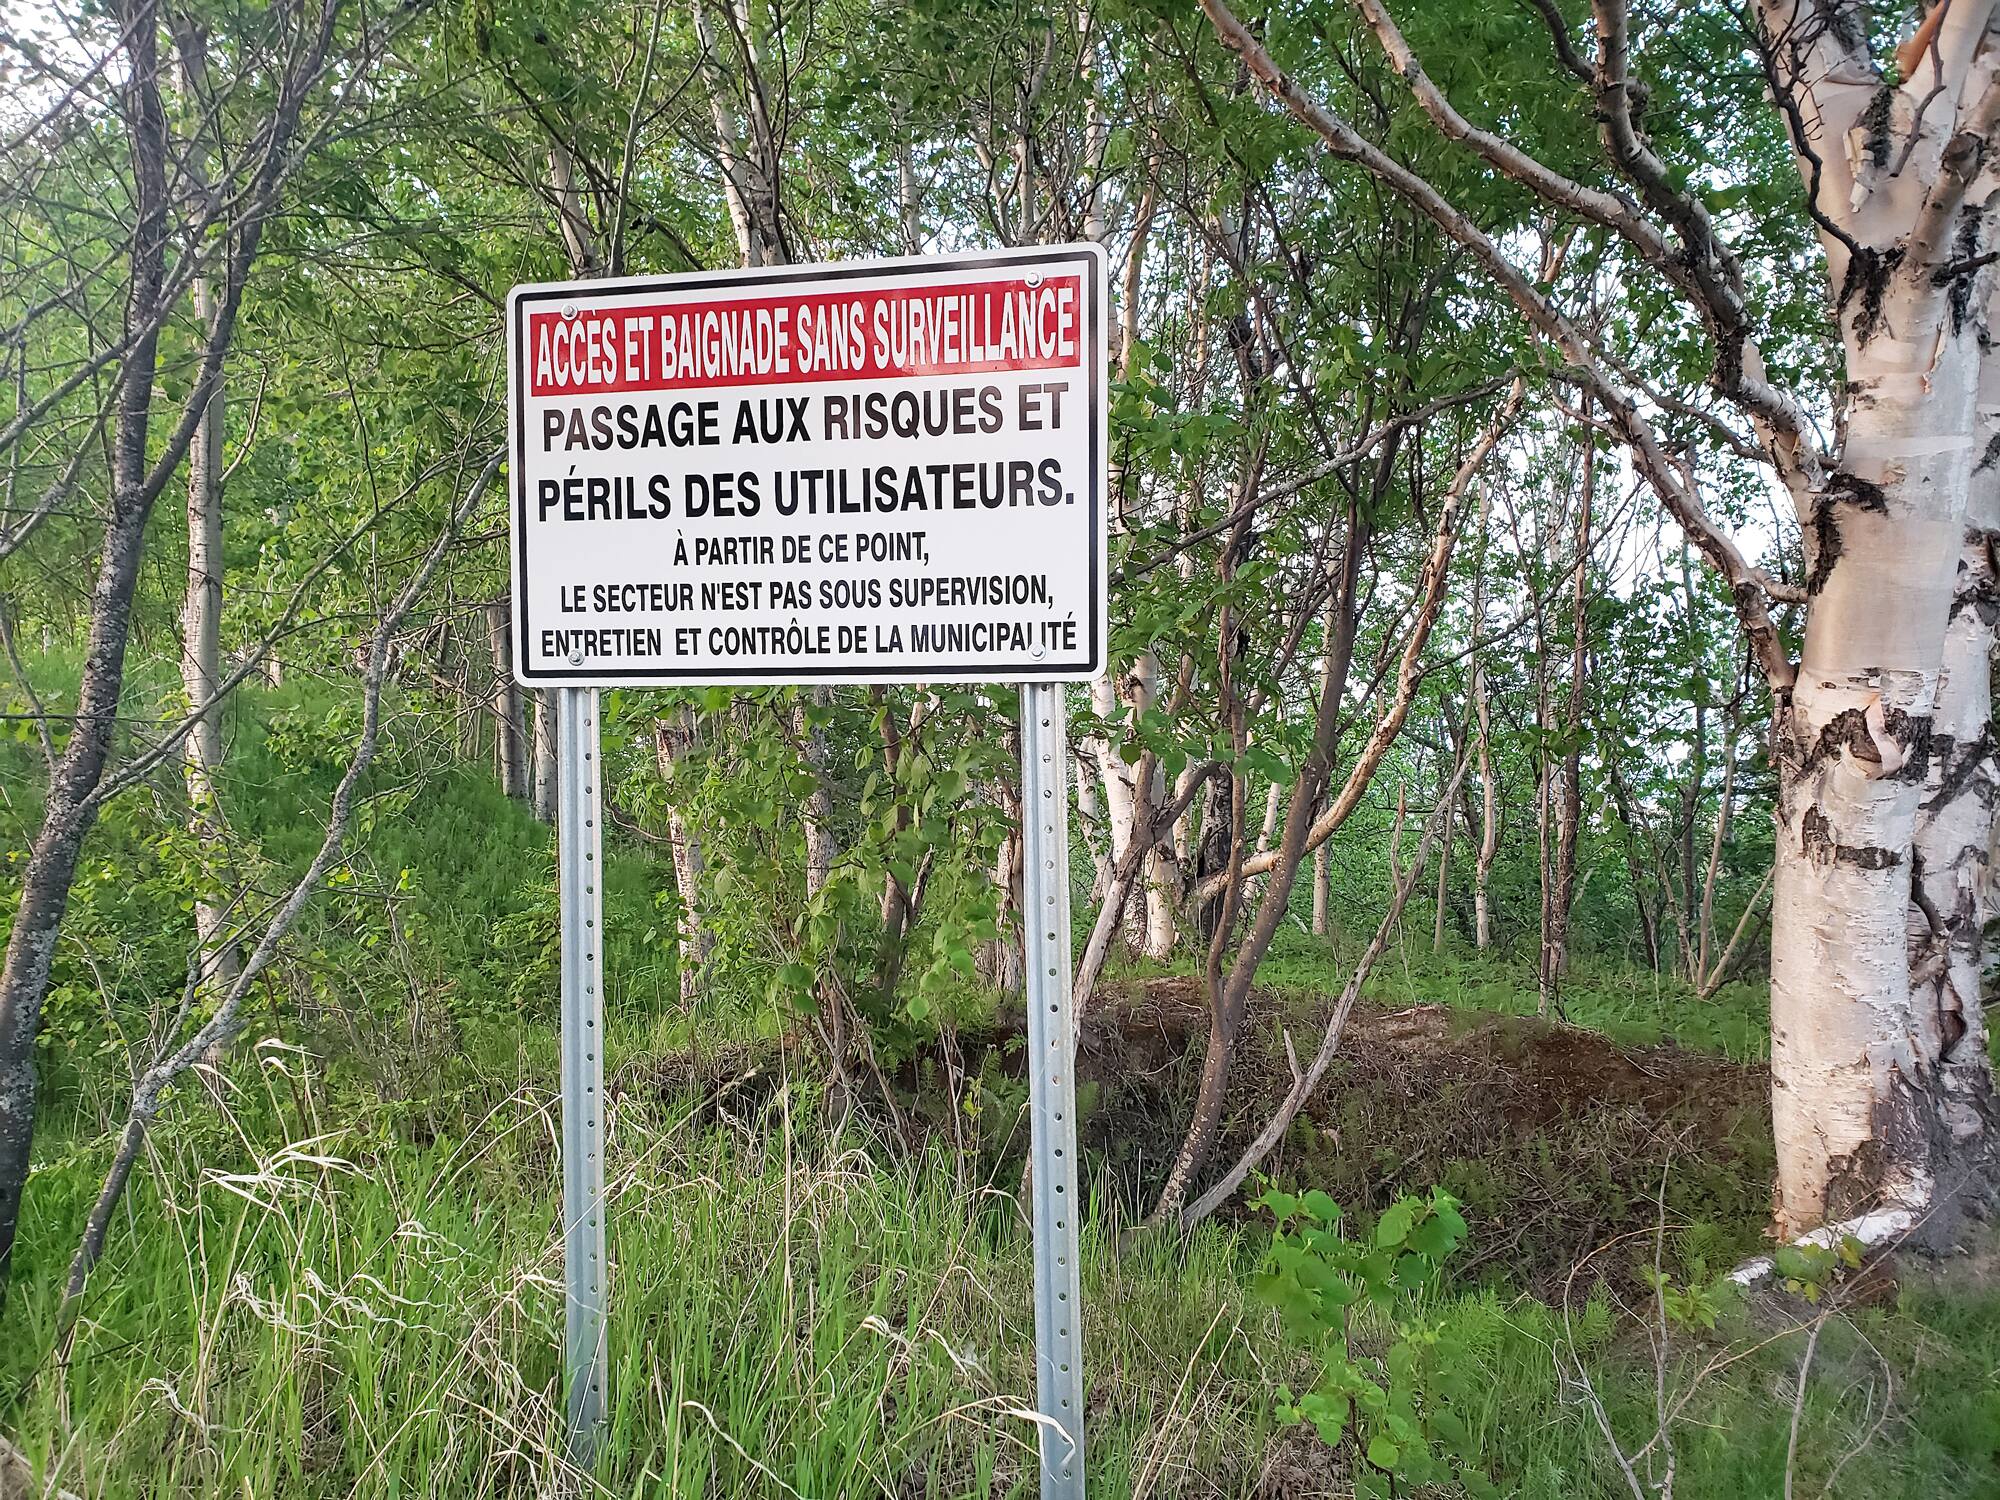 ACCÈS ET BAIGNADE SANS SURVEILLANCE
PASSAGE AUX RISQUES ET
PÉRILS DES UTILISATEURS.
À PARTIR DE CE POINT,
LE SECTEUR N'EST PAS SOUS SUPERVISION,
ENTRETIEN ET CONTRÔLE DE LA MUNICIPALITÉ